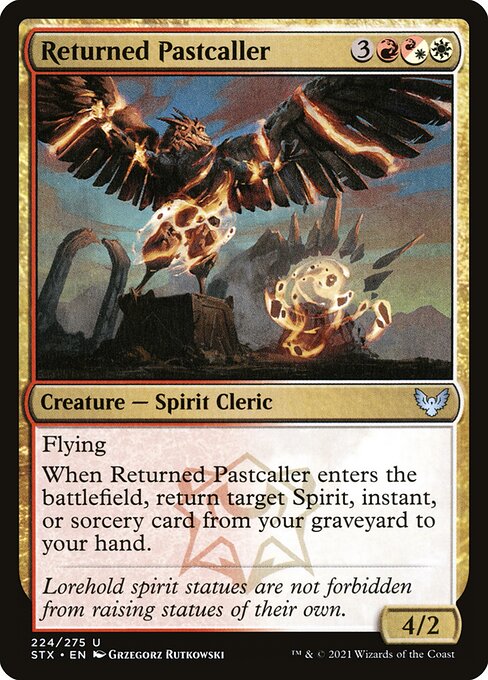 Returned Pastcaller 3
Creature — Spirit Cleric
Flying
When Returned Pastcaller enters the
battlefield, return target Spirit, instant,
or sorcery card from your graveyard to
your hand.
Lorehold spirit statues are not forbidden
from raising statues of their own.
4/2
224/275 U
STX • EN Grzegorz Rutkowski
™ & © 2021 Wizards of the Coast